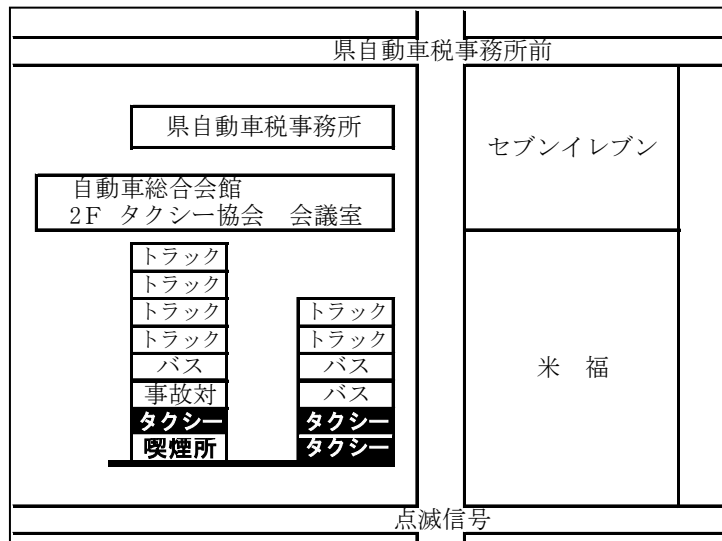 県自動車税事務所前
県自動車税事務所
セブンイレブン
自動車総合会館
2F タクシー協会 会議室
トラック
トラック
トラック
トラック
バス
事故対
タクシー
喫煙所
トラック
トラック
バス
バス
タクシー
タクシー
米 福
点滅信号